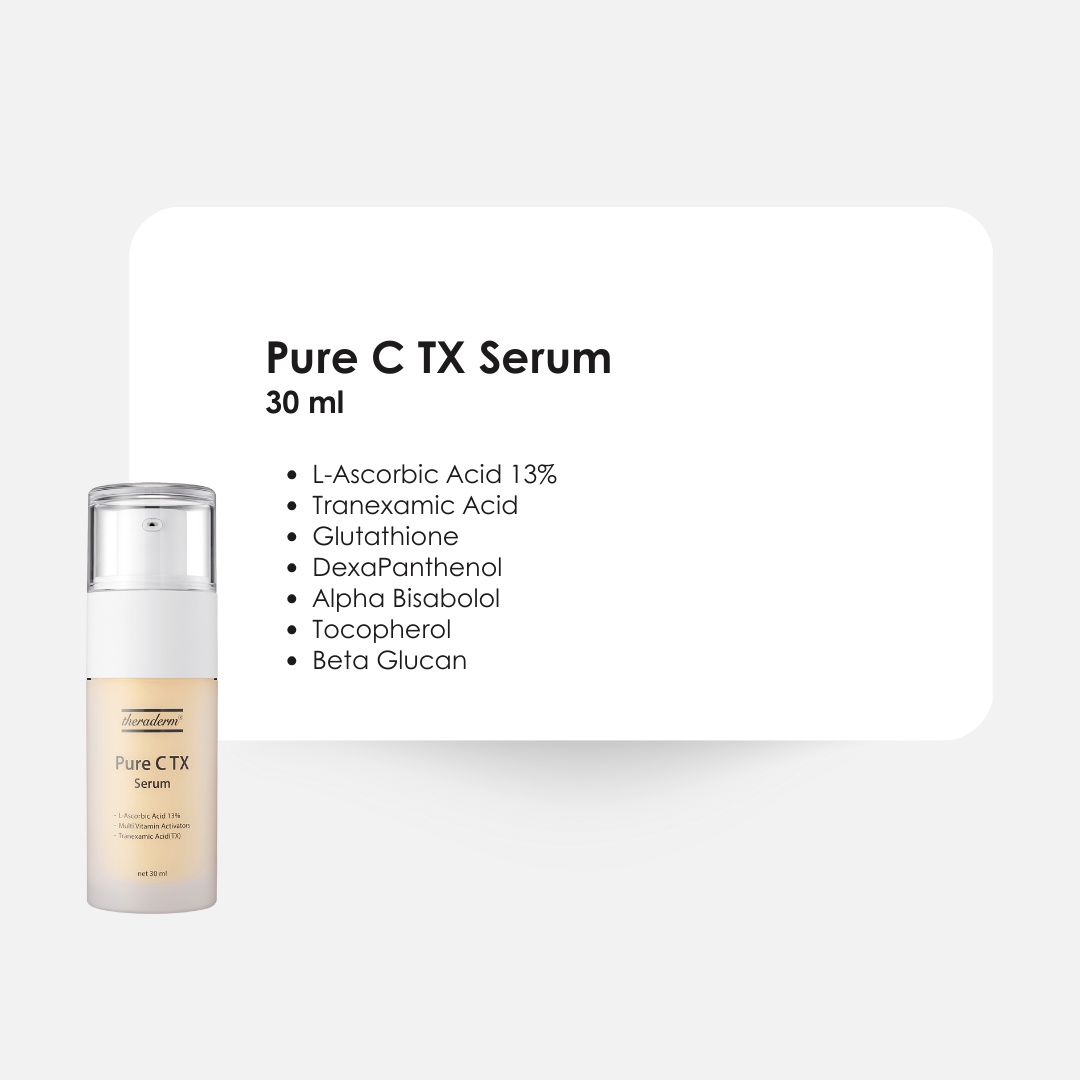 Pure C TX Serum
30 ml
• L-Ascorbic Acid 13%
• Tranexamic Acid
• Glutathione
• DexaPanthenol
• Alpha Bisabolol
• Tocopherol
• Beta Glucan
theraderm
Pure C TX
Serum
- L-Ascorbic Acid 13%
- Multi Vitamin Activators
- Tranexamic Acid(TX)
net 30 ml